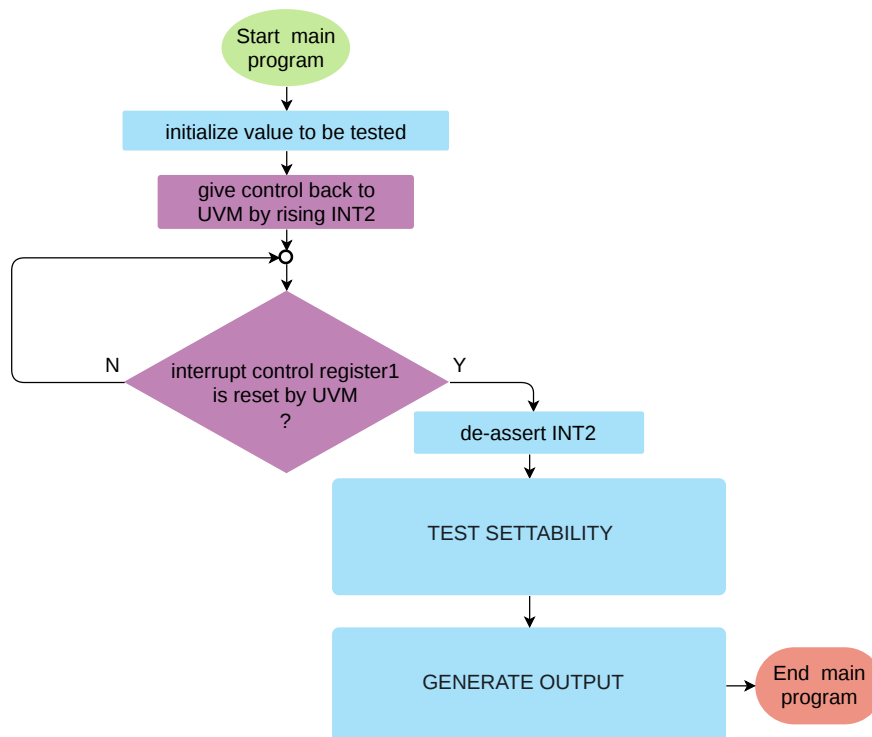 Start main
program
initialize value to be tested
give control back to
UVM by rising INT2
N
Y
interrupt control register1
is reset by UVM
?
de-assert INT2
TEST SETTABILITY
GENERATE OUTPUT
End main
program